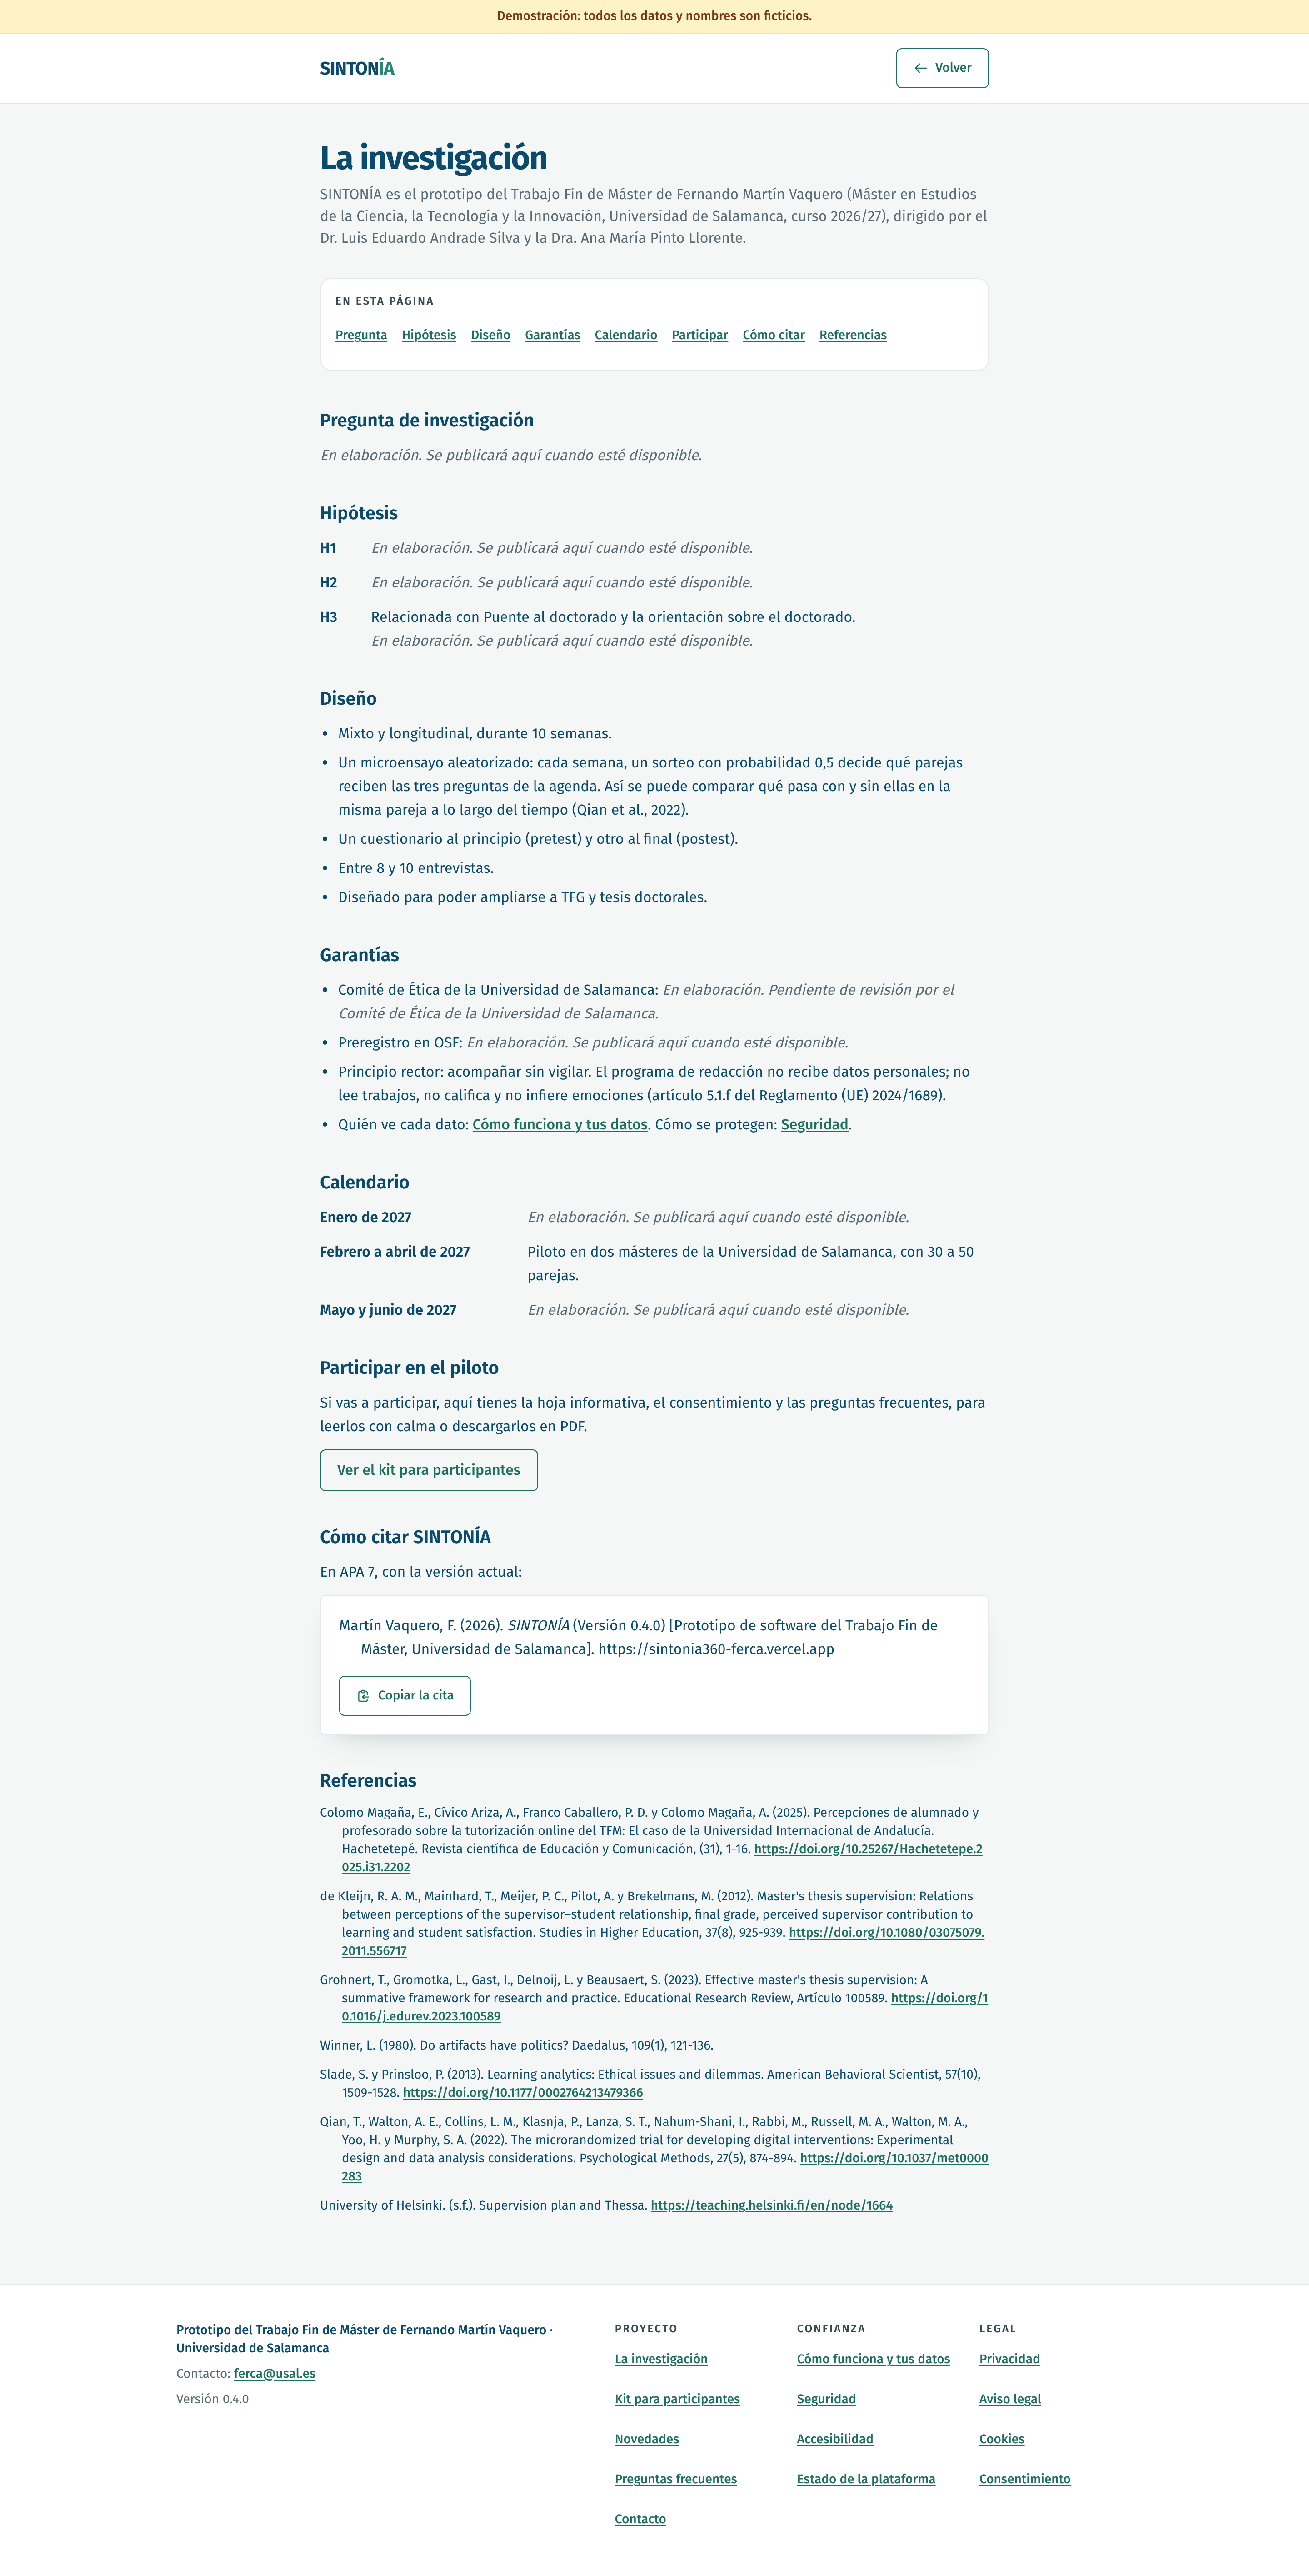 Demostración: todos los datos y nombres son ficticios.
SINTONÍA
Volver
La investigación
SINTONÍA es el prototipo del Trabajo Fin de Máster de Fernando Martín Vaquero (Máster en Estudios
de la Ciencia, la Tecnología y la Innovación, Universidad de Salamanca, curso 2026/27), dirigido por el
Dr. Luis Eduardo Andrade Silva y la Dra. Ana María Pinto Llorente.
EN ESTA PÁGINA
Pregunta Hipótesis Diseño Garantías Calendario Participar Cómo citar Referencias
Pregunta de investigación
En elaboración. Se publicará aquí cuando esté disponible.
Hipótesis
H1 En elaboración. Se publicará aquí cuando esté disponible.
H2 En elaboración. Se publicará aquí cuando esté disponible.
H3 Relacionada con Puente al doctorado y la orientación sobre el doctorado.
En elaboración. Se publicará aquí cuando esté disponible.
Diseño
• Mixto y longitudinal, durante 10 semanas.
• Un microensayo aleatorizado: cada semana, un sorteo con probabilidad 0,5 decide qué parejas
reciben las tres preguntas de la agenda. Así se puede comparar qué pasa con y sin ellas en la
misma pareja a lo largo del tiempo (Qian et al., 2022).
• Un cuestionario al principio (pretest) y otro al final (postest).
• Entre 8 y 10 entrevistas.
• Diseñado para poder ampliarse a TFG y tesis doctorales.
Garantías
• Comité de Ética de la Universidad de Salamanca: En elaboración. Pendiente de revisión por el
Comité de Ética de la Universidad de Salamanca.
• Preregistro en OSF: En elaboración. Se publicará aquí cuando esté disponible.
• Principio rector: acompañar sin vigilar. El programa de redacción no recibe datos personales; no
lee trabajos, no califica y no infiere emociones (artículo 5.1.f del Reglamento (UE) 2024/1689).
• Quién ve cada dato: Cómo funciona y tus datos. Cómo se protegen: Seguridad.
Calendario
Enero de 2027 En elaboración. Se publicará aquí cuando esté disponible.
Febrero a abril de 2027 Piloto en dos másteres de la Universidad de Salamanca, con 30 a 50
parejas.
Mayo y junio de 2027 En elaboración. Se publicará aquí cuando esté disponible.
Participar en el piloto
Si vas a participar, aquí tienes la hoja informativa, el consentimiento y las preguntas frecuentes, para
leerlos con calma o descargarlos en PDF.
Ver el kit para participantes
Cómo citar SINTONÍA
En APA 7, con la versión actual:
Martín Vaquero, F. (2026). SINTONÍA (Versión 0.4.0) [Prototipo de software del Trabajo Fin de
Máster, Universidad de Salamanca]. https://sintonia360-ferca.vercel.app
Copiar la cita
Referencias
Colomo Magaña, E., Cívico Ariza, A., Franco Caballero, P. D. y Colomo Magaña, A. (2025). Percepciones de alumnado y
profesorado sobre la tutorización online del TFM: El caso de la Universidad Internacional de Andalucía.
Hachetetepé. Revista científica de Educación y Comunicación, (31), 1-16. https://doi.org/10.25267/Hachetetepe.2
025.i31.2202
de Kleijn, R. A. M., Mainhard, T., Meijer, P. C., Pilot, A. y Brekelmans, M. (2012). Master's thesis supervision: Relations
between perceptions of the supervisor–student relationship, final grade, perceived supervisor contribution to
learning and student satisfaction. Studies in Higher Education, 37(8), 925-939. https://doi.org/10.1080/03075079.
2011.556717
Grohnert, T., Gromotka, L., Gast, I., Delnoij, L. y Beausaert, S. (2023). Effective master's thesis supervision: A
summative framework for research and practice. Educational Research Review, Artículo 100589. https://doi.org/1
0.1016/j.edurev.2023.100589
Winner, L. (1980). Do artifacts have politics? Daedalus, 109(1), 121-136.
Slade, S. y Prinsloo, P. (2013). Learning analytics: Ethical issues and dilemmas. American Behavioral Scientist, 57(10),
1509-1528. https://doi.org/10.1177/0002764213479366
Qian, T., Walton, A. E., Collins, L. M., Klasnja, P., Lanza, S. T., Nahum-Shani, I., Rabbi, M., Russell, M. A., Walton, M. A.,
Yoo, H. y Murphy, S. A. (2022). The microrandomized trial for developing digital interventions: Experimental
design and data analysis considerations. Psychological Methods, 27(5), 874-894. https://doi.org/10.1037/met0000
283
University of Helsinki. (s.f.). Supervision plan and Thessa. https://teaching.helsinki.fi/en/node/1664
Prototipo del Trabajo Fin de Máster de Fernando Martín Vaquero ·
Universidad de Salamanca
Contacto: ferca@usal.es
Versión 0.4.0
PROYECTO
La investigación
Kit para participantes
Novedades
Preguntas frecuentes
Contacto
CONFIANZA
Cómo funciona y tus datos
Seguridad
Accesibilidad
Estado de la plataforma
LEGAL
Privacidad
Aviso legal
Cookies
Consentimiento